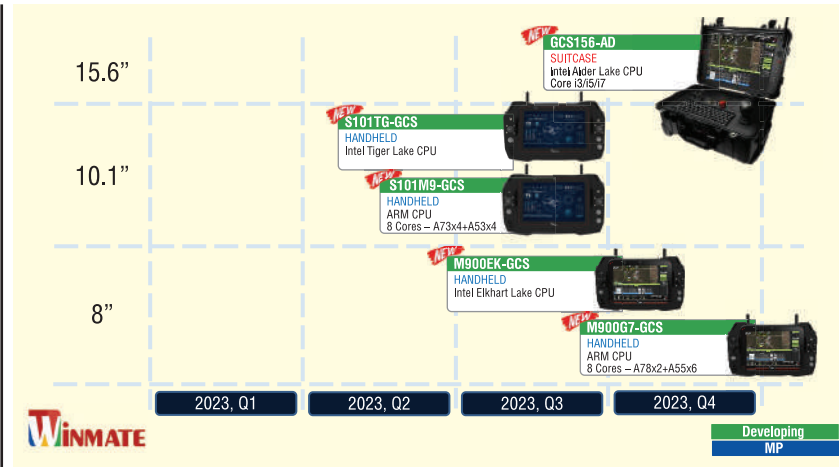 NEW
GCS156-AD
SUITCASE
Intel Alder Lake CPU
Core i3/i5/i7
15.6”
NEW
S101TG-GCS
HANDHELD
Intel Tiger Lake CPU
10.1”
NEW
S101M9-GCS
HANDHELD
ARM CPU
8 Cores – A73x4+A53x4
NEW
M900EK-GCS
HANDHELD
Intel Elkhart Lake CPU
8”
NEW
M900G7-GCS
HANDHELD
ARM CPU
8 Cores – A78x2+A55x6
2023, Q1
2023, Q2
2023, Q3
2023, Q4
WINMATE
Developing
MP